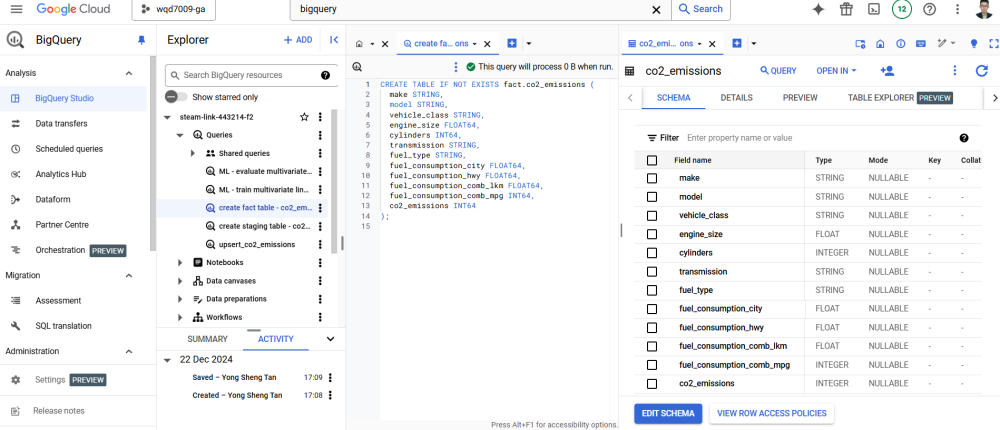 Google Cloud
wqd7009-ga
bigquery
Search
12
BigQuery
Analysis
BigQuery Studio
Data transfers
Scheduled queries
Analytics Hub
Dataform
Partner Centre
Orchestration PREVIEW
Migration
Assessment
SQL translation
Administration
Settings PREVIEW
Release notes
Explorer
+ ADD
Search BigQuery resources
Show starred only
steam-link-443214-f2
Queries
Shared queries
ML - evaluate multivariate...
ML - train multivariate lin...
create fact table - co2_em...
create staging table - co2...
upsert_co2_emissions
Notebooks
Data canvases
Data preparations
Workflows
SUMMARY
ACTIVITY
22 Dec 2024
Saved – Yong Sheng Tan 17:09
Created – Yong Sheng Tan 17:08
create fa... ons
This query will process 0 B when run.
1 CREATE TABLE IF NOT EXISTS fact.co2_emissions (
2 make STRING,
3 model STRING,
4 vehicle_class STRING,
5 engine_size FLOAT64,
6 cylinders INT64,
7 transmission STRING,
8 fuel_type STRING,
9 fuel_consumption_city FLOAT64,
10 fuel_consumption_hwy FLOAT64,
11 fuel_consumption_comb_lkm FLOAT64,
12 fuel_consumption_comb_mpg INT64,
13 co2_emissions INT64
14 );
15
Press Alt+F1 for accessibility options.
co2_emi... ons
co2_emissions
QUERY
OPEN IN
SCHEMA
DETAILS
PREVIEW
TABLE EXPLORER PREVIEW
Filter Enter property name or value
Field name Type Mode Key Collat
make STRING NULLABLE - -
model STRING NULLABLE - -
vehicle_class STRING NULLABLE - -
engine_size FLOAT NULLABLE - -
cylinders INTEGER NULLABLE - -
transmission STRING NULLABLE - -
fuel_type STRING NULLABLE - -
fuel_consumption_city FLOAT NULLABLE - -
fuel_consumption_hwy FLOAT NULLABLE - -
fuel_consumption_comb_lkm FLOAT NULLABLE - -
fuel_consumption_comb_mpg INTEGER NULLABLE - -
co2_emissions INTEGER NULLABLE - -
EDIT SCHEMA
VIEW ROW ACCESS POLICIES